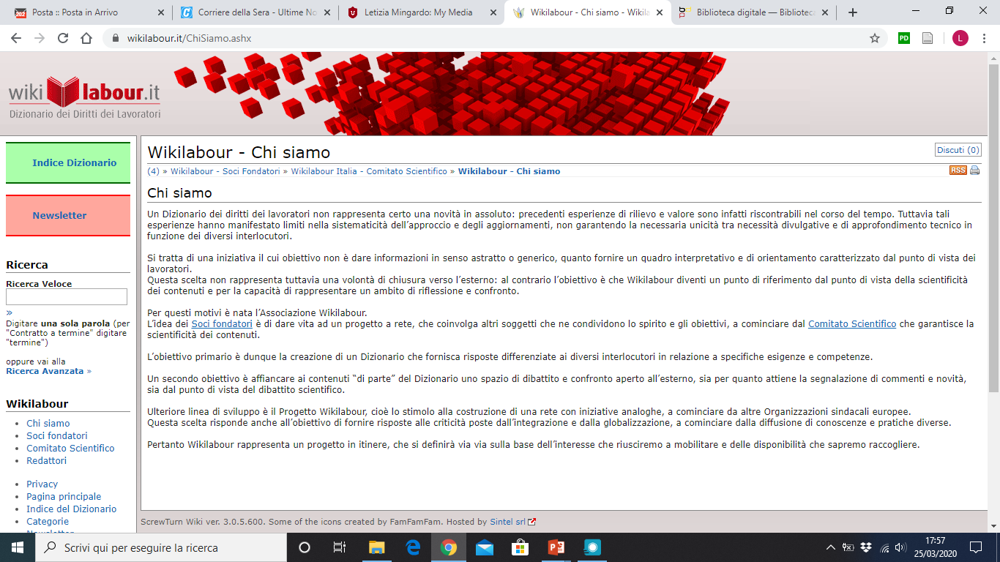 202
Posta :: Posta in Arrivo
Corriere della Sera - Ultime No
Letizia Mingardo: My Media
Wikilabour - Chi siamo - Wikila
Biblioteca digitale — Biblioteca
wikilabour.it/ChiSiamo.ashx
PD
L
wiki labour.it
Dizionario dei Diritti dei Lavoratori
Indice Dizionario
Newsletter
Ricerca
Ricerca Veloce
»
Digitare una sola parola (per
"Contratto a termine" digitare
"termine")
oppure vai alla
Ricerca Avanzata »
Wikilabour
• Chi siamo
• Soci fondatori
• Comitato Scientifico
• Redattori
• Privacy
• Pagina principale
• Indice del Dizionario
• Categorie
• Newsletter
Wikilabour - Chi siamo
Discuti (0)
(4) » Wikilabour - Soci Fondatori » Wikilabour Italia - Comitato Scientifico » Wikilabour - Chi siamo
RSS
Chi siamo
Un Dizionario dei diritti dei lavoratori non rappresenta certo una novità in assoluto: precedenti esperienze di rilievo e valore sono infatti riscontrabili nel corso del tempo. Tuttavia tali
esperienze hanno manifestato limiti nella sistematicità dell’approccio e degli aggiornamenti, non garantendo la necessaria unicità tra necessità divulgative e di approfondimento tecnico in
funzione dei diversi interlocutori.
Si tratta di una iniziativa il cui obiettivo non è dare informazioni in senso astratto o generico, quanto fornire un quadro interpretativo e di orientamento caratterizzato dal punto di vista dei
lavoratori.
Questa scelta non rappresenta tuttavia una volontà di chiusura verso l’esterno: al contrario l’obiettivo è che Wikilabour diventi un punto di riferimento dal punto di vista della scientificità
dei contenuti e per la capacità di rappresentare un ambito di riflessione e confronto.
Per questi motivi è nata l’Associazione Wikilabour.
L’idea dei Soci fondatori è di dare vita ad un progetto a rete, che coinvolga altri soggetti che ne condividono lo spirito e gli obiettivi, a cominciare dal Comitato Scientifico che garantisce la
scientificità dei contenuti.
L’obiettivo primario è dunque la creazione di un Dizionario che fornisca risposte differenziate ai diversi interlocutori in relazione a specifiche esigenze e competenze.
Un secondo obiettivo è affiancare ai contenuti “di parte” del Dizionario uno spazio di dibattito e confronto aperto all’esterno, sia per quanto attiene la segnalazione di commenti e novità,
sia dal punto di vista del dibattito scientifico.
Ulteriore linea di sviluppo è il Progetto Wikilabour, cioè lo stimolo alla costruzione di una rete con iniziative analoghe, a cominciare da altre Organizzazioni sindacali europee.
Questa scelta risponde anche all’obiettivo di fornire risposte alle criticità poste dall’integrazione e dalla globalizzazione, a cominciare dalla diffusione di conoscenze e pratiche diverse.
Pertanto Wikilabour rappresenta un progetto in itinere, che si definirà via via sulla base dell’interesse che riusciremo a mobilitare e delle disponibilità che sapremo raccogliere.
ScrewTurn Wiki ver. 3.0.5.600. Some of the icons created by FamFamFam. Hosted by Sintel srl
Scrivi qui per eseguire la ricerca
17:57
25/03/2020